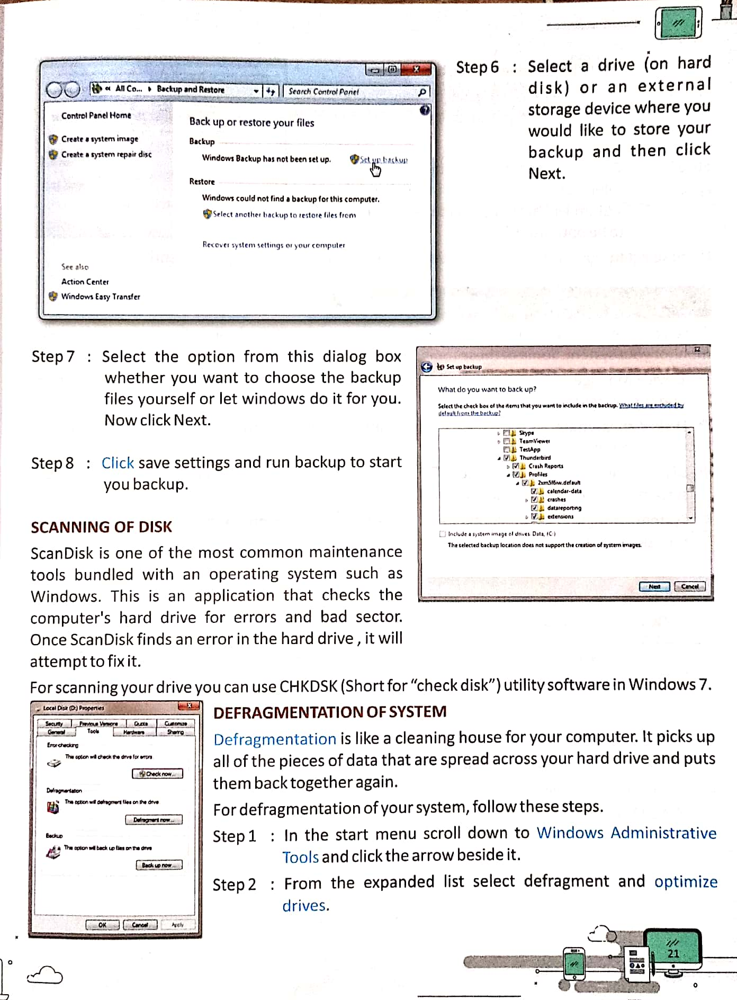 All Co... Backup and Restore
Search Control Panel
Control Panel Home
Create a system image
Create a system repair disc
Back up or restore your files
Backup
Windows Backup has not been set up.
Set up backup
Restore
Windows could not find a backup for this computer.
Select another backup to restore files from
Recover system settings or your computer
See also
Action Center
Windows Easy Transfer
Step 6 : Select a drive (on hard
disk) or an external
storage device where you
would like to store your
backup and then click
Next.
Step 7 : Select the option from this dialog box
whether you want to choose the backup
files yourself or let windows do it for you.
Now click Next.
Step 8 : Click save settings and run backup to start
you backup.
Set up backup
What do you want to back up?
Select the check box of the items that you want to include in the backup. What files are excluded by
default from the backup?
Skype
TeamViewer
TestApp
Thunderbird
Crash Reports
Profiles
calendar-data
crashes
datareporting
extensions
Include a system image of drives: Data, (C:)
The selected backup location does not support the creation of system images.
Next Cancel
SCANNING OF DISK
ScanDisk is one of the most common maintenance
tools bundled with an operating system such as
Windows. This is an application that checks the
computer's hard drive for errors and bad sector.
Once ScanDisk finds an error in the hard drive , it will
attempt to fix it.
For scanning your drive you can use CHKDSK (Short for “check disk”) utility software in Windows 7.
Local Disk (D:) Properties
Security Previous Versions Quota Customize
General Tools Hardware Sharing
Error-checking
This option will check the drive for errors
Check now...
Defragmentation
This option will defragment files on the drive
Defragment now...
Backup
This option will back up files on the drive
Back up now...
OK Cancel Apply
DEFRAGMENTATION OF SYSTEM
Defragmentation is like a cleaning house for your computer. It picks up
all of the pieces of data that are spread across your hard drive and puts
them back together again.
For defragmentation of your system, follow these steps.
Step 1 : In the start menu scroll down to Windows Administrative
Tools and click the arrow beside it.
Step 2 : From the expanded list select defragment and optimize
drives.
21